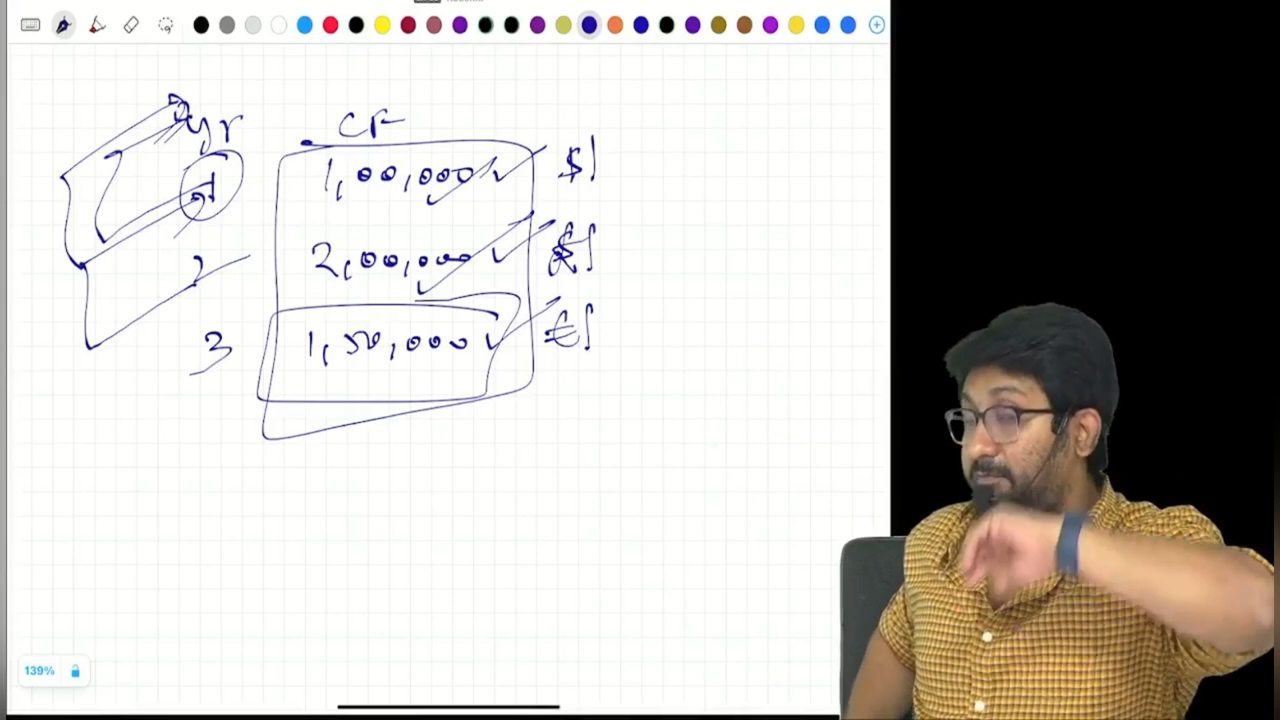 yr CF
1 1,00,000 $1
2 2,00,000
3 1,50,000 €1
139%